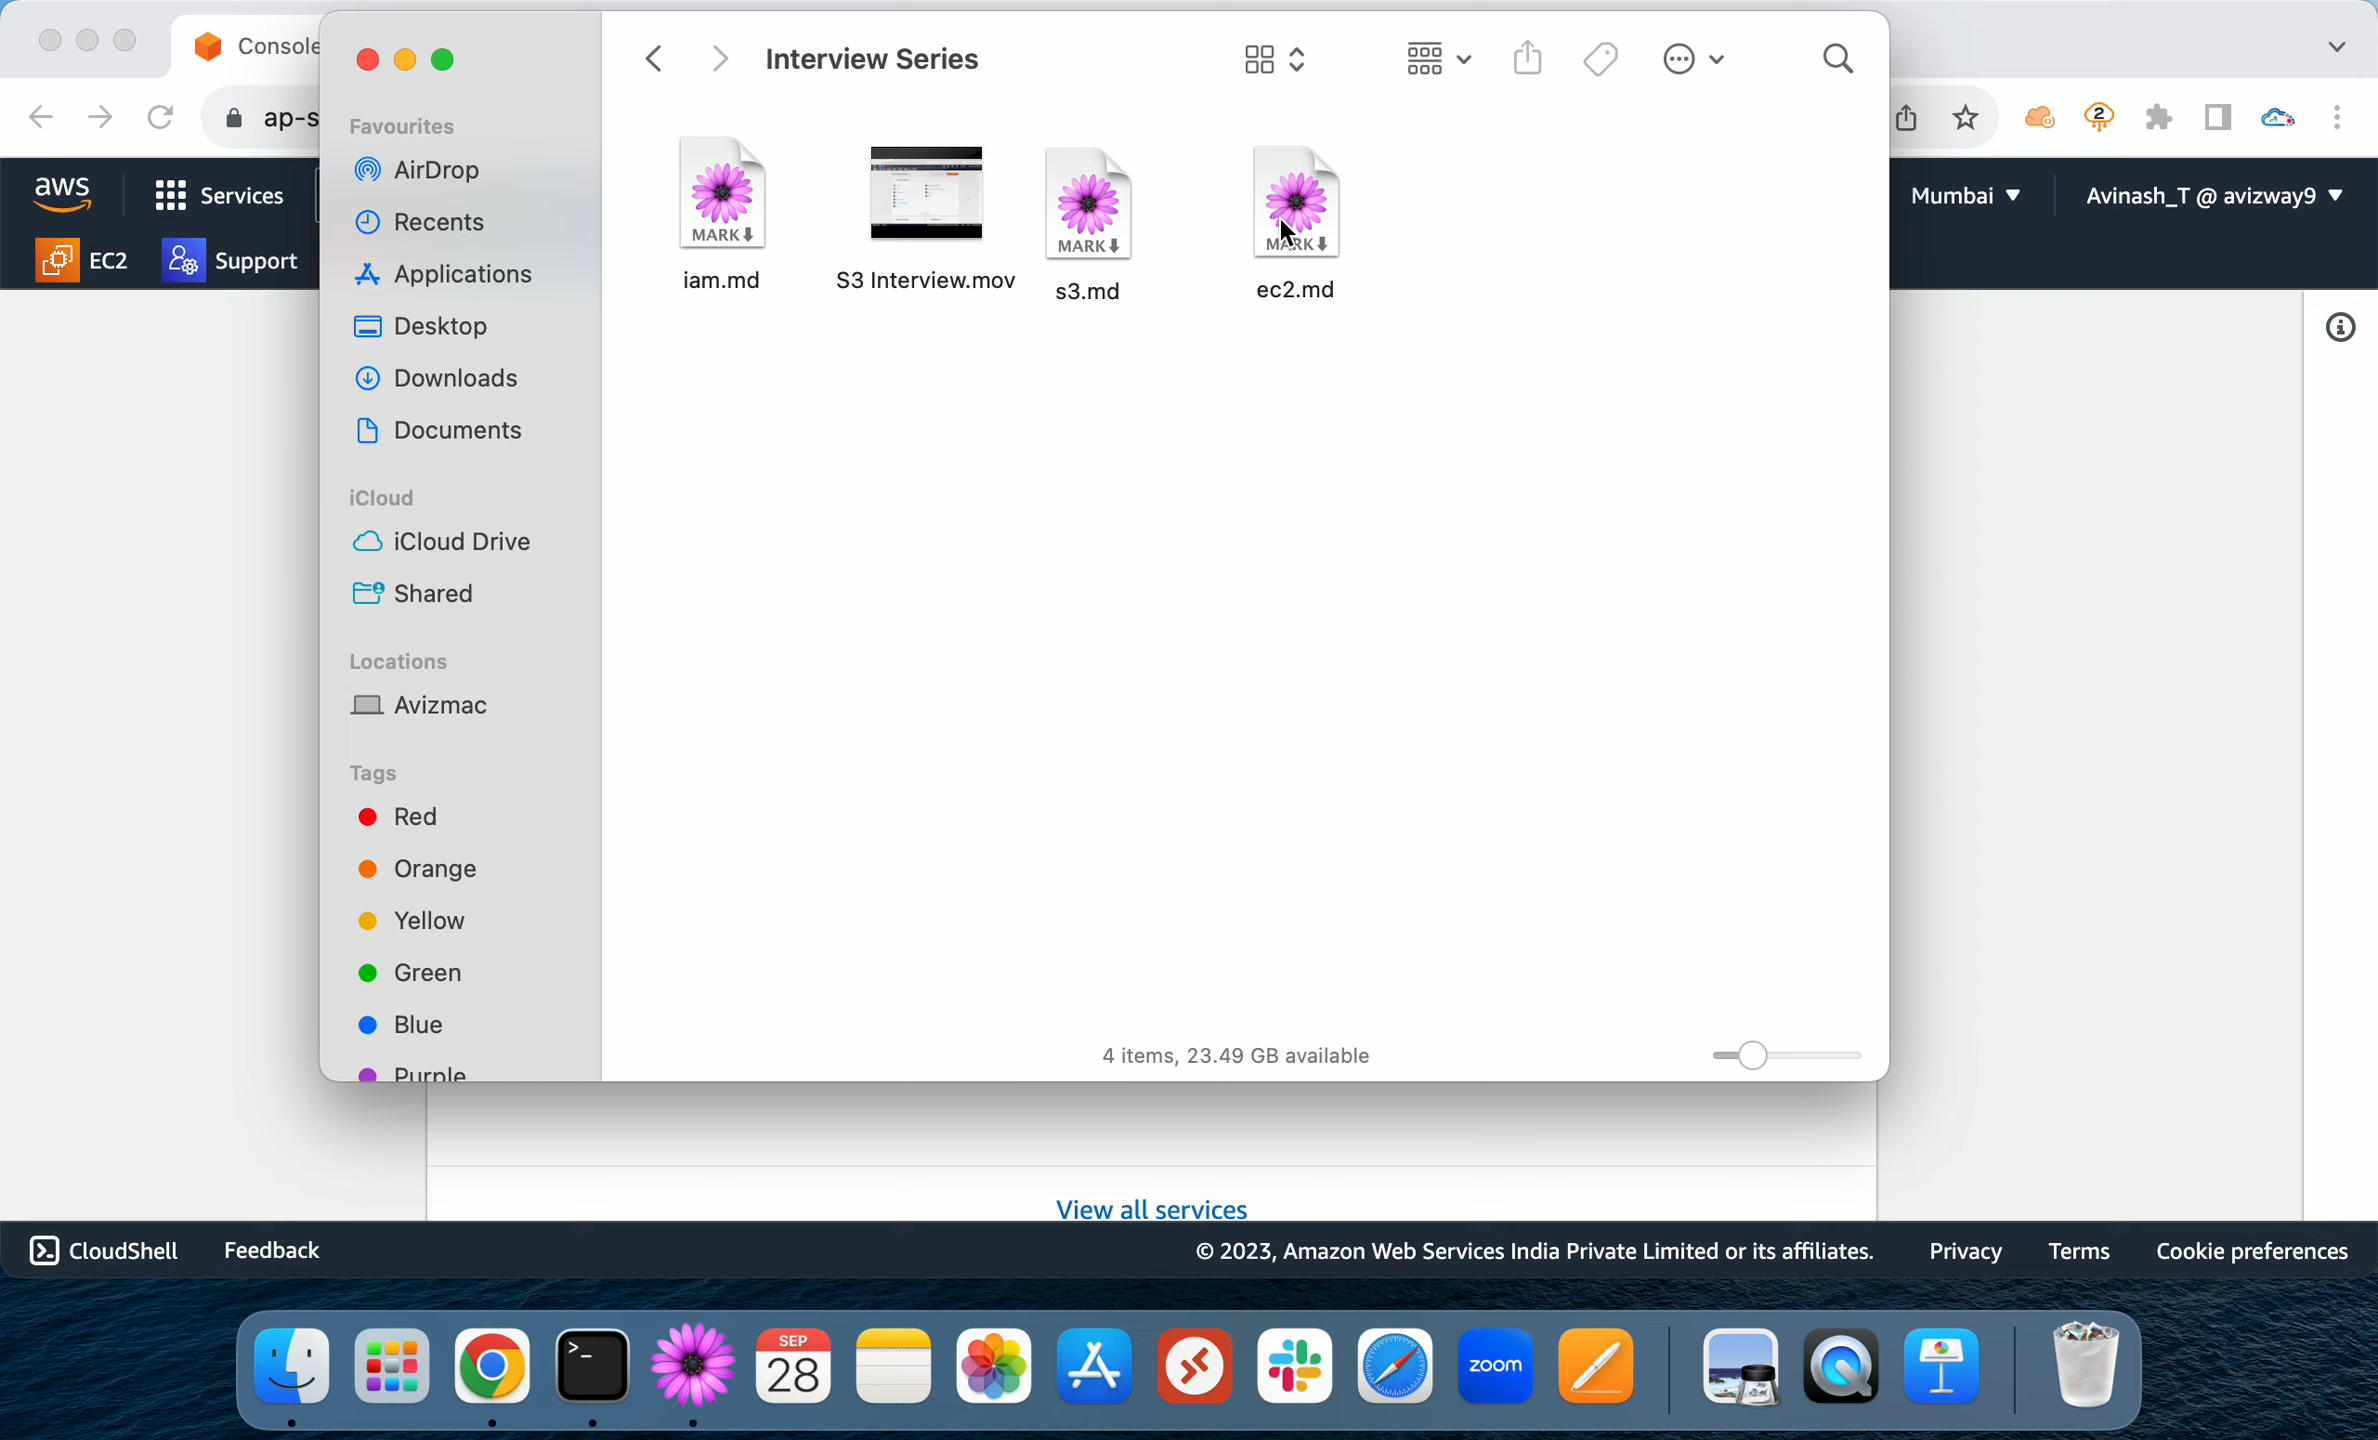 Console
Interview Series
ap-s
aws
Services
Mumbai
Avinash_T @ avizway9
EC2
Support
2
Favourites
AirDrop
Recents
Applications
Desktop
Downloads
Documents
iCloud
iCloud Drive
Shared
Locations
Avizmac
Tags
Red
Orange
Yellow
Green
Blue
Purple
MARK
iam.md
S3 Interview.mov
MARK
s3.md
MARK
ec2.md
4 items, 23.49 GB available
View all services
CloudShell
Feedback
© 2023, Amazon Web Services India Private Limited or its affiliates.
Privacy
Terms
Cookie preferences
SEP
28
zoom